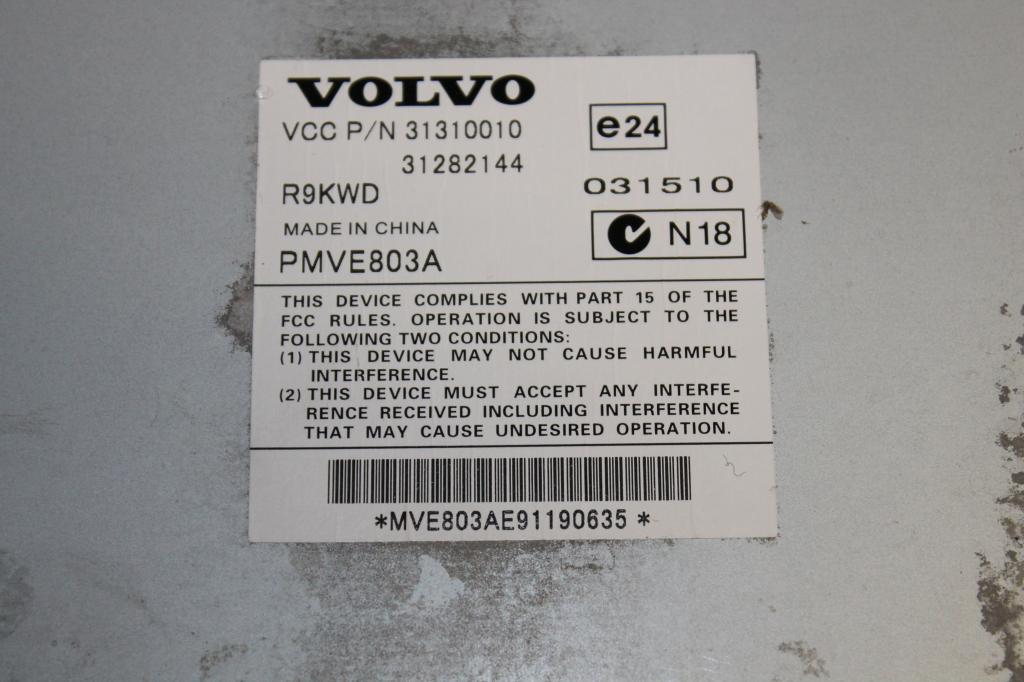 VOLVO
VCC P/N 31310010
31282144
e24
R9KWD
031510
MADE IN CHINA
N18
PMVE803A
THIS DEVICE COMPLIES WITH PART 15 OF THE
FCC RULES. OPERATION IS SUBJECT TO THE
FOLLOWING TWO CONDITIONS:
(1) THIS DEVICE MAY NOT CAUSE HARMFUL
INTERFERENCE.
(2) THIS DEVICE MUST ACCEPT ANY INTERFE-
RENCE RECEIVED INCLUDING INTERFERENCE
THAT MAY CAUSE UNDESIRED OPERATION.
*MVE803AE91190635 *